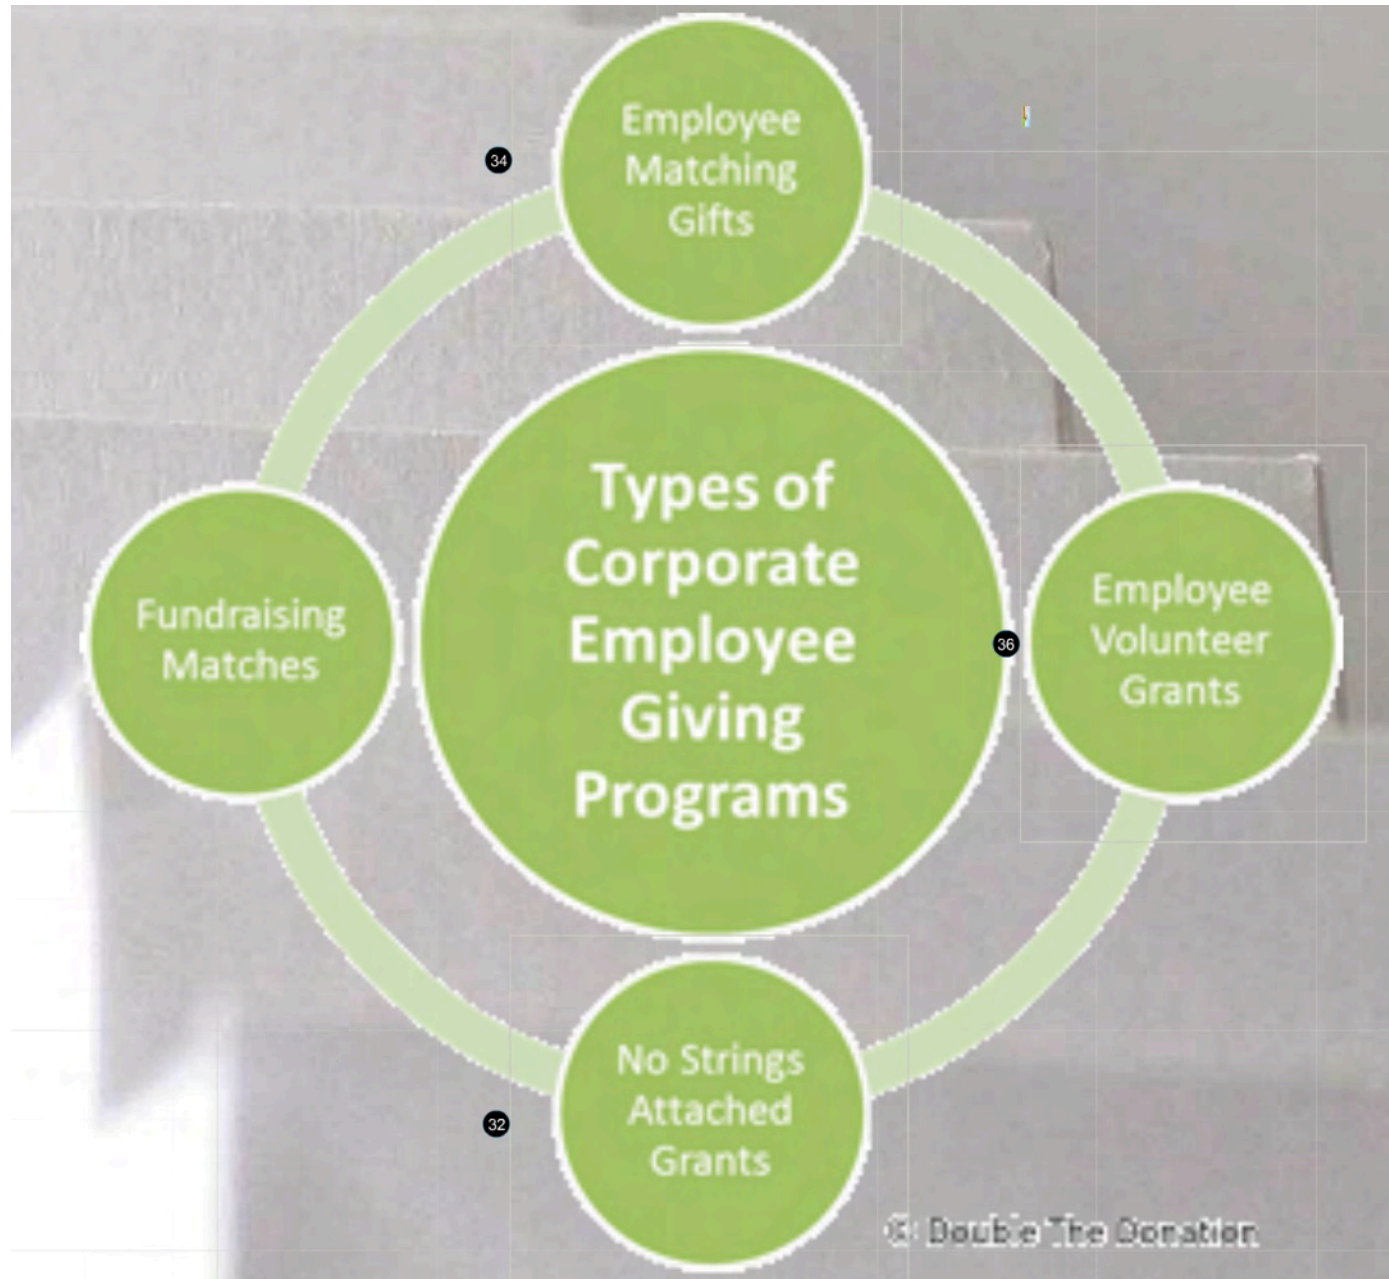 Employee
Matching
Gifts
34
Types of
Corporate
Employee
Giving
Programs
Fundraising
Matches
36
Employee
Volunteer
Grants
No Strings
Attached
Grants
32
© Double The Donation